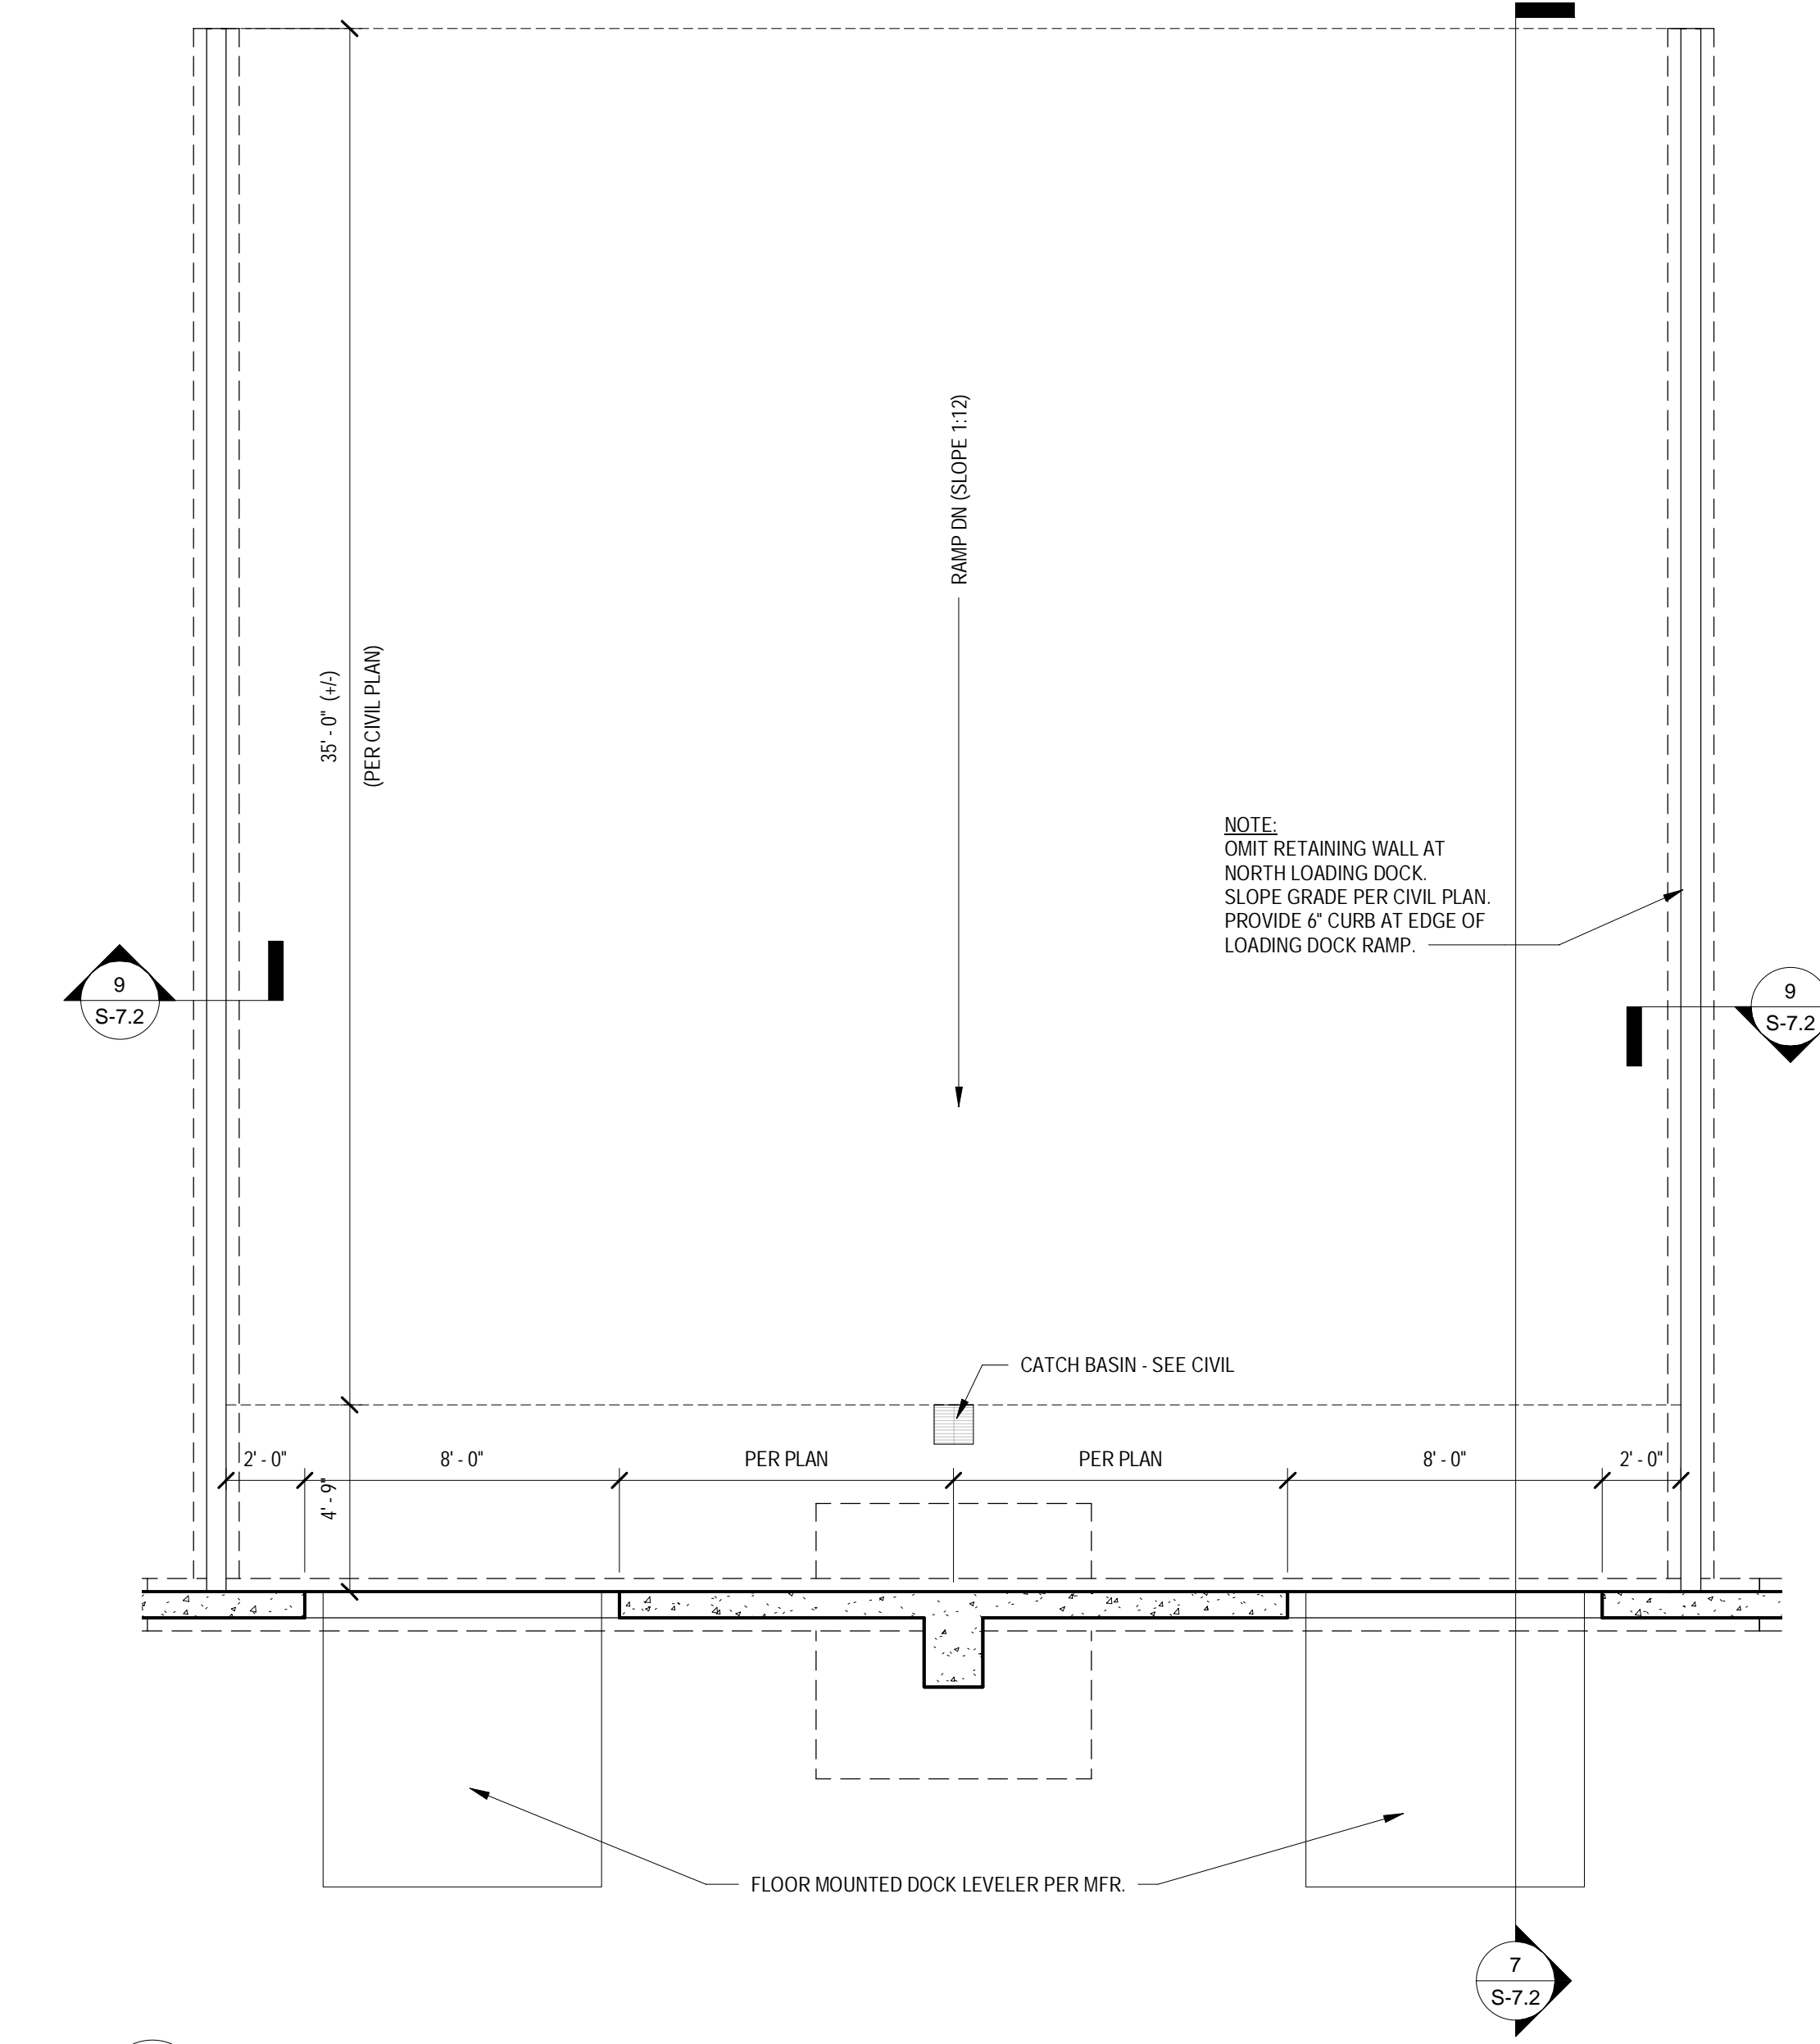 RAMP DN (SLOPE 1:12)
35' - 0" (+/-)
(PER CIVIL PLAN)
NOTE:
OMIT RETAINING WALL AT
NORTH LOADING DOCK.
SLOPE GRADE PER CIVIL PLAN.
PROVIDE 6" CURB AT EDGE OF
LOADING DOCK RAMP.
9
S-7.2
9
S-7.2
CATCH BASIN - SEE CIVIL
2' - 0"
8' - 0"
PER PLAN
PER PLAN
8' - 0"
2' - 0"
4' - 9"
FLOOR MOUNTED DOCK LEVELER PER MFR.
7
S-7.2